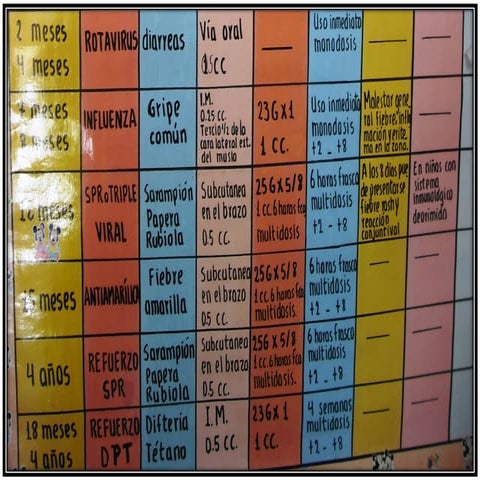 2 meses
4 meses
ROTAVIRUS
diarreas
Vía oral
cc
Uso inmediato
monodosis
meses
8 meses
INFLUENZA
Gripe
común
I.M.
0.25 cc.
Tercio ½ de la
cara lateral ext.
del muslo
23G X 1
1 CC.
Uso inmediato
monodosis
+2 - +8
Malestar gene
ral fiebre, infla
mación y erite
ma en la zona.
meses
SPR o TRIPLE
VIRAL
Sarampión
Papera
Rubiola
Subcutanea
en el brazo
0.5 cc.
25G X 5/8
1 cc. 6 horas fco
multidosis
6 horas frasco
multidosis
+2 - +8
A los 8 días pue
de presentarse
fiebre rash y
reacción
conjuntival
En niños con
sistema
inmunológico
deprimido
meses
ANTIAMARÍLICO
Fiebre
amarilla
Subcutanea
en el brazo
0.5 cc.
25G X 5/8
1 cc. 6 horas fco
multidosis.
6 horas frasco
multidosis
+2 - +8
4 años
REFUERZO
SPR
Sarampión
Papera
Rubiola
Subcutanea
en el brazo
0.5 cc.
25G X 5/8
1 cc. 6 horas fco
multidosis.
6 horas frasco
multidosis
+2 - +8
18 meses
4 años
REFUERZO
DPT
Difteria
Tétano
I.M.
0.5 cc.
23G X 1
1 CC.
4 semanas
multidosis
+2 - +8